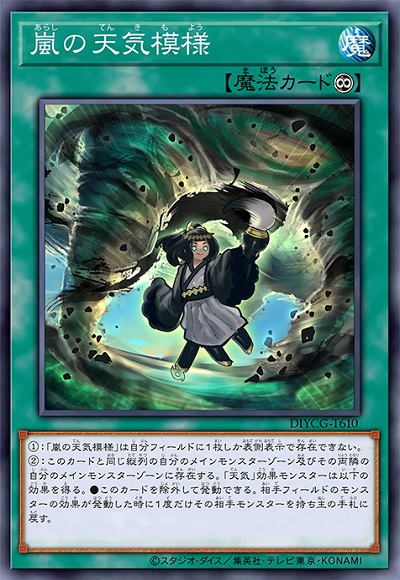 あらし てんきもよう
嵐の天気模様
魔
まほう
【魔法カード】
DIYCG-T610
①：「嵐の天気模様」は自分フィールドに１枚しか表側表示で存在できない。
②：このカードと同じ縦列の自分のメインモンスターゾーン及びその両隣の
自分のメインモンスターゾーンに存在する。「天気」効果モンスターは以下の
効果を得る。●このカードを除外して発動できる。相手フィールドのモンス
ターの効果が発動した時に１度だけその相手モンスターを持ち主の手札に
戻す。
©スタジオ・ダイス／集英社・テレビ東京・KONAMI